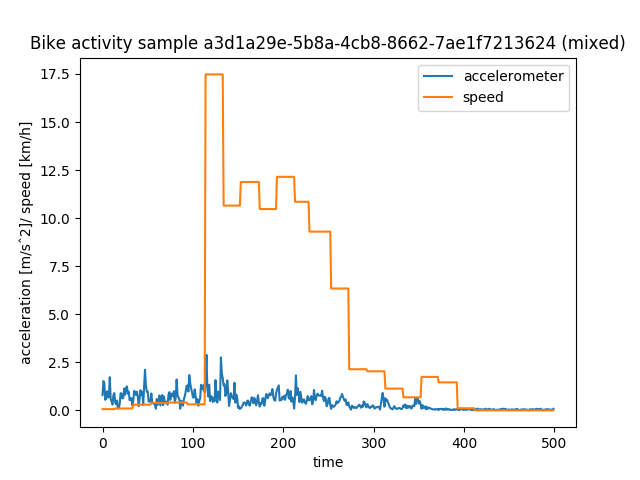 Bike activity sample a3d1a29e-5b8a-4cb8-8662-7ae1f7213624 (mixed)
accelerometer
speed
acceleration [m/s^2]/ speed [km/h]
17.5
15.0
12.5
10.0
7.5
5.0
2.5
0.0
0 100 200 300 400 500
time